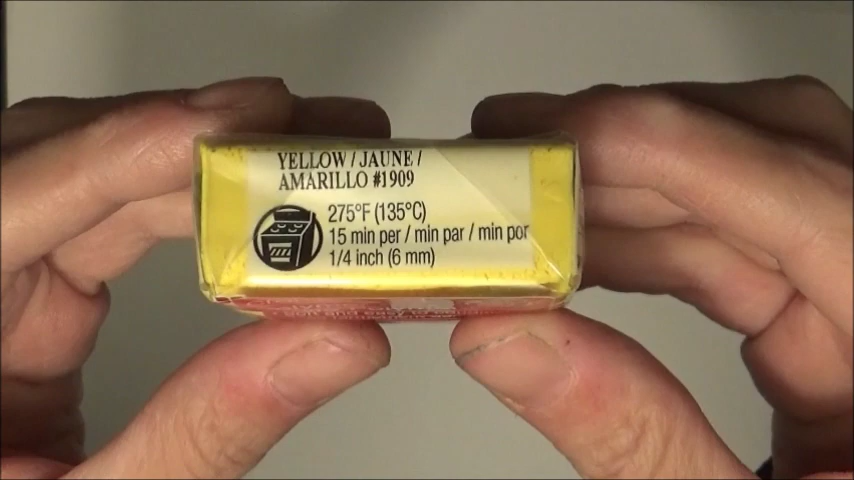 YELLOW / JAUNE /
AMARILLO #1909
275°F (135°C)
15 min per / min par / min por
1/4 inch (6 mm)